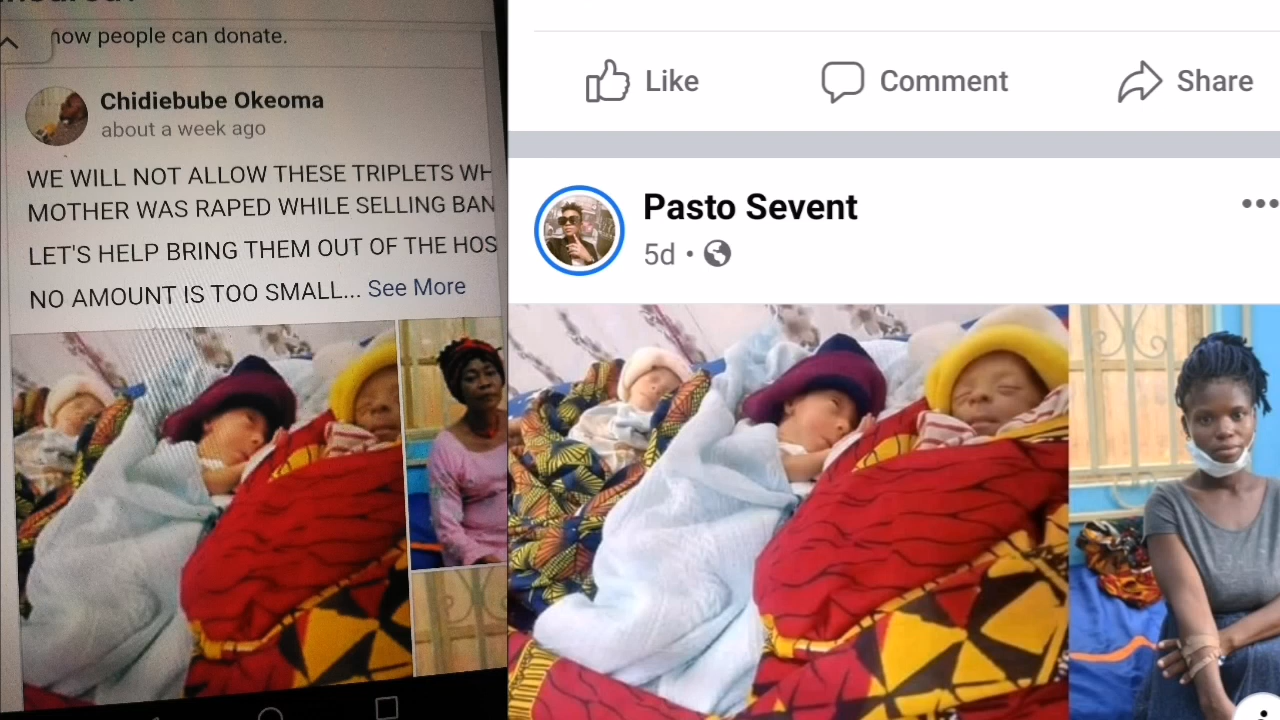 how people can donate.
Chidiebube Okeoma
about a week ago
WE WILL NOT ALLOW THESE TRIPLETS WH
MOTHER WAS RAPED WHILE SELLING BAN
LET'S HELP BRING THEM OUT OF THE HOS
NO AMOUNT IS TOO SMALL... See More
Like
Comment
Share
Pasto Sevent
5d